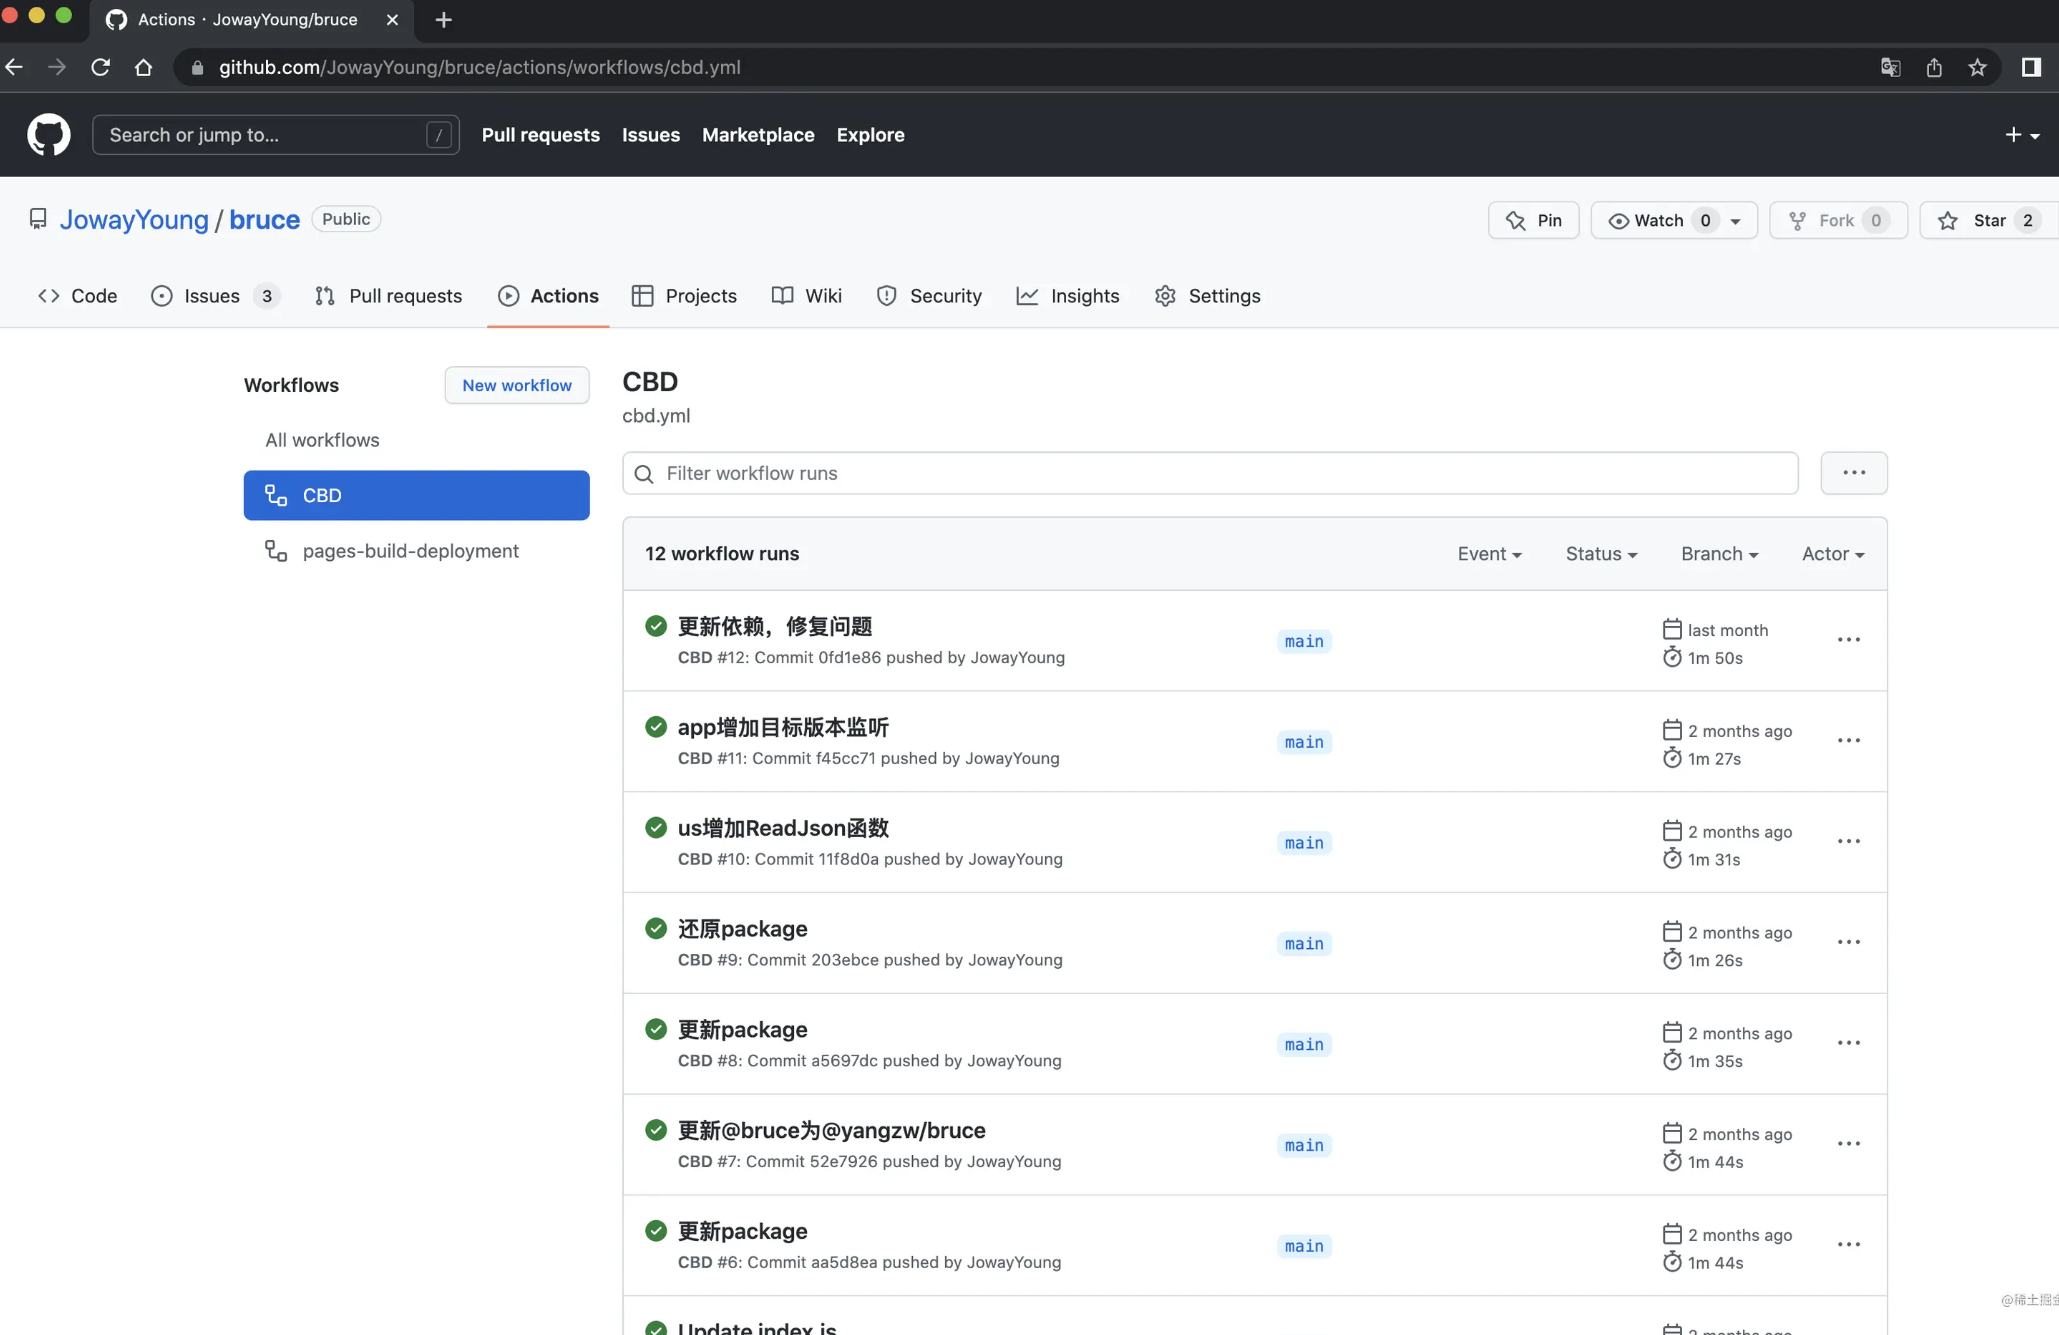 Actions · JowayYoung/bruce
github.com/JowayYoung/bruce/actions/workflows/cbd.yml
Search or jump to... /
Pull requests Issues Marketplace Explore
JowayYoung / bruce Public
Pin Watch 0 Fork 0 Star 2
Code Issues 3 Pull requests Actions Projects Wiki Security Insights Settings
Workflows New workflow
All workflows
CBD
pages-build-deployment
CBD
cbd.yml
Filter workflow runs
12 workflow runs Event Status Branch Actor
更新依赖，修复问题
CBD #12: Commit 0fd1e86 pushed by JowayYoung
main
last month
1m 50s
app增加目标版本监听
CBD #11: Commit f45cc71 pushed by JowayYoung
main
2 months ago
1m 27s
us增加ReadJson函数
CBD #10: Commit 11f8d0a pushed by JowayYoung
main
2 months ago
1m 31s
还原package
CBD #9: Commit 203ebce pushed by JowayYoung
main
2 months ago
1m 26s
更新package
CBD #8: Commit a5697dc pushed by JowayYoung
main
2 months ago
1m 35s
更新@bruce为@yangzw/bruce
CBD #7: Commit 52e7926 pushed by JowayYoung
main
2 months ago
1m 44s
更新package
CBD #6: Commit aa5d8ea pushed by JowayYoung
main
2 months ago
1m 44s
Update index.js
2 months ago
@稀土掘金